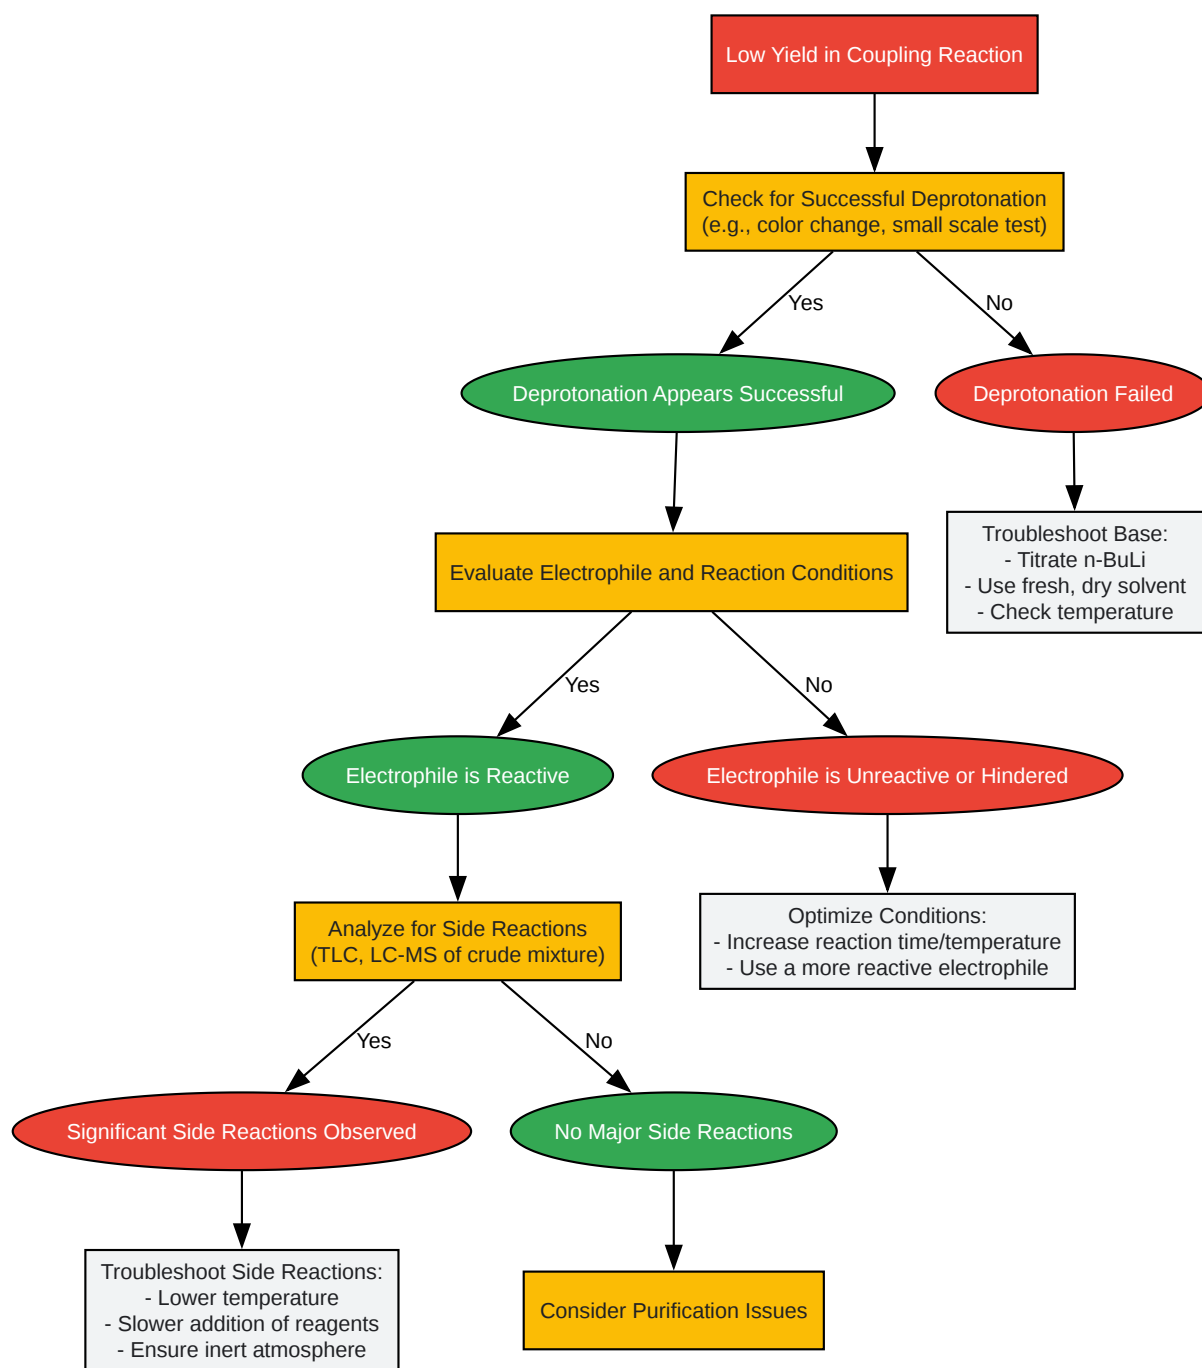 Low Yield in Coupling Reaction
Check for Successful Deprotonation
(e.g., color change, small scale test)
Yes
No
Deprotonation Appears Successful
Deprotonation Failed
Troubleshoot Base:
- Titrate n-BuLi
- Use fresh, dry solvent
- Check temperature
Evaluate Electrophile and Reaction Conditions
Yes
No
Electrophile is Reactive
Electrophile is Unreactive or Hindered
Analyze for Side Reactions
(TLC, LC-MS of crude mixture)
Optimize Conditions:
- Increase reaction time/temperature
- Use a more reactive electrophile
Yes
No
Significant Side Reactions Observed
No Major Side Reactions
Troubleshoot Side Reactions:
- Lower temperature
- Slower addition of reagents
- Ensure inert atmosphere
Consider Purification Issues